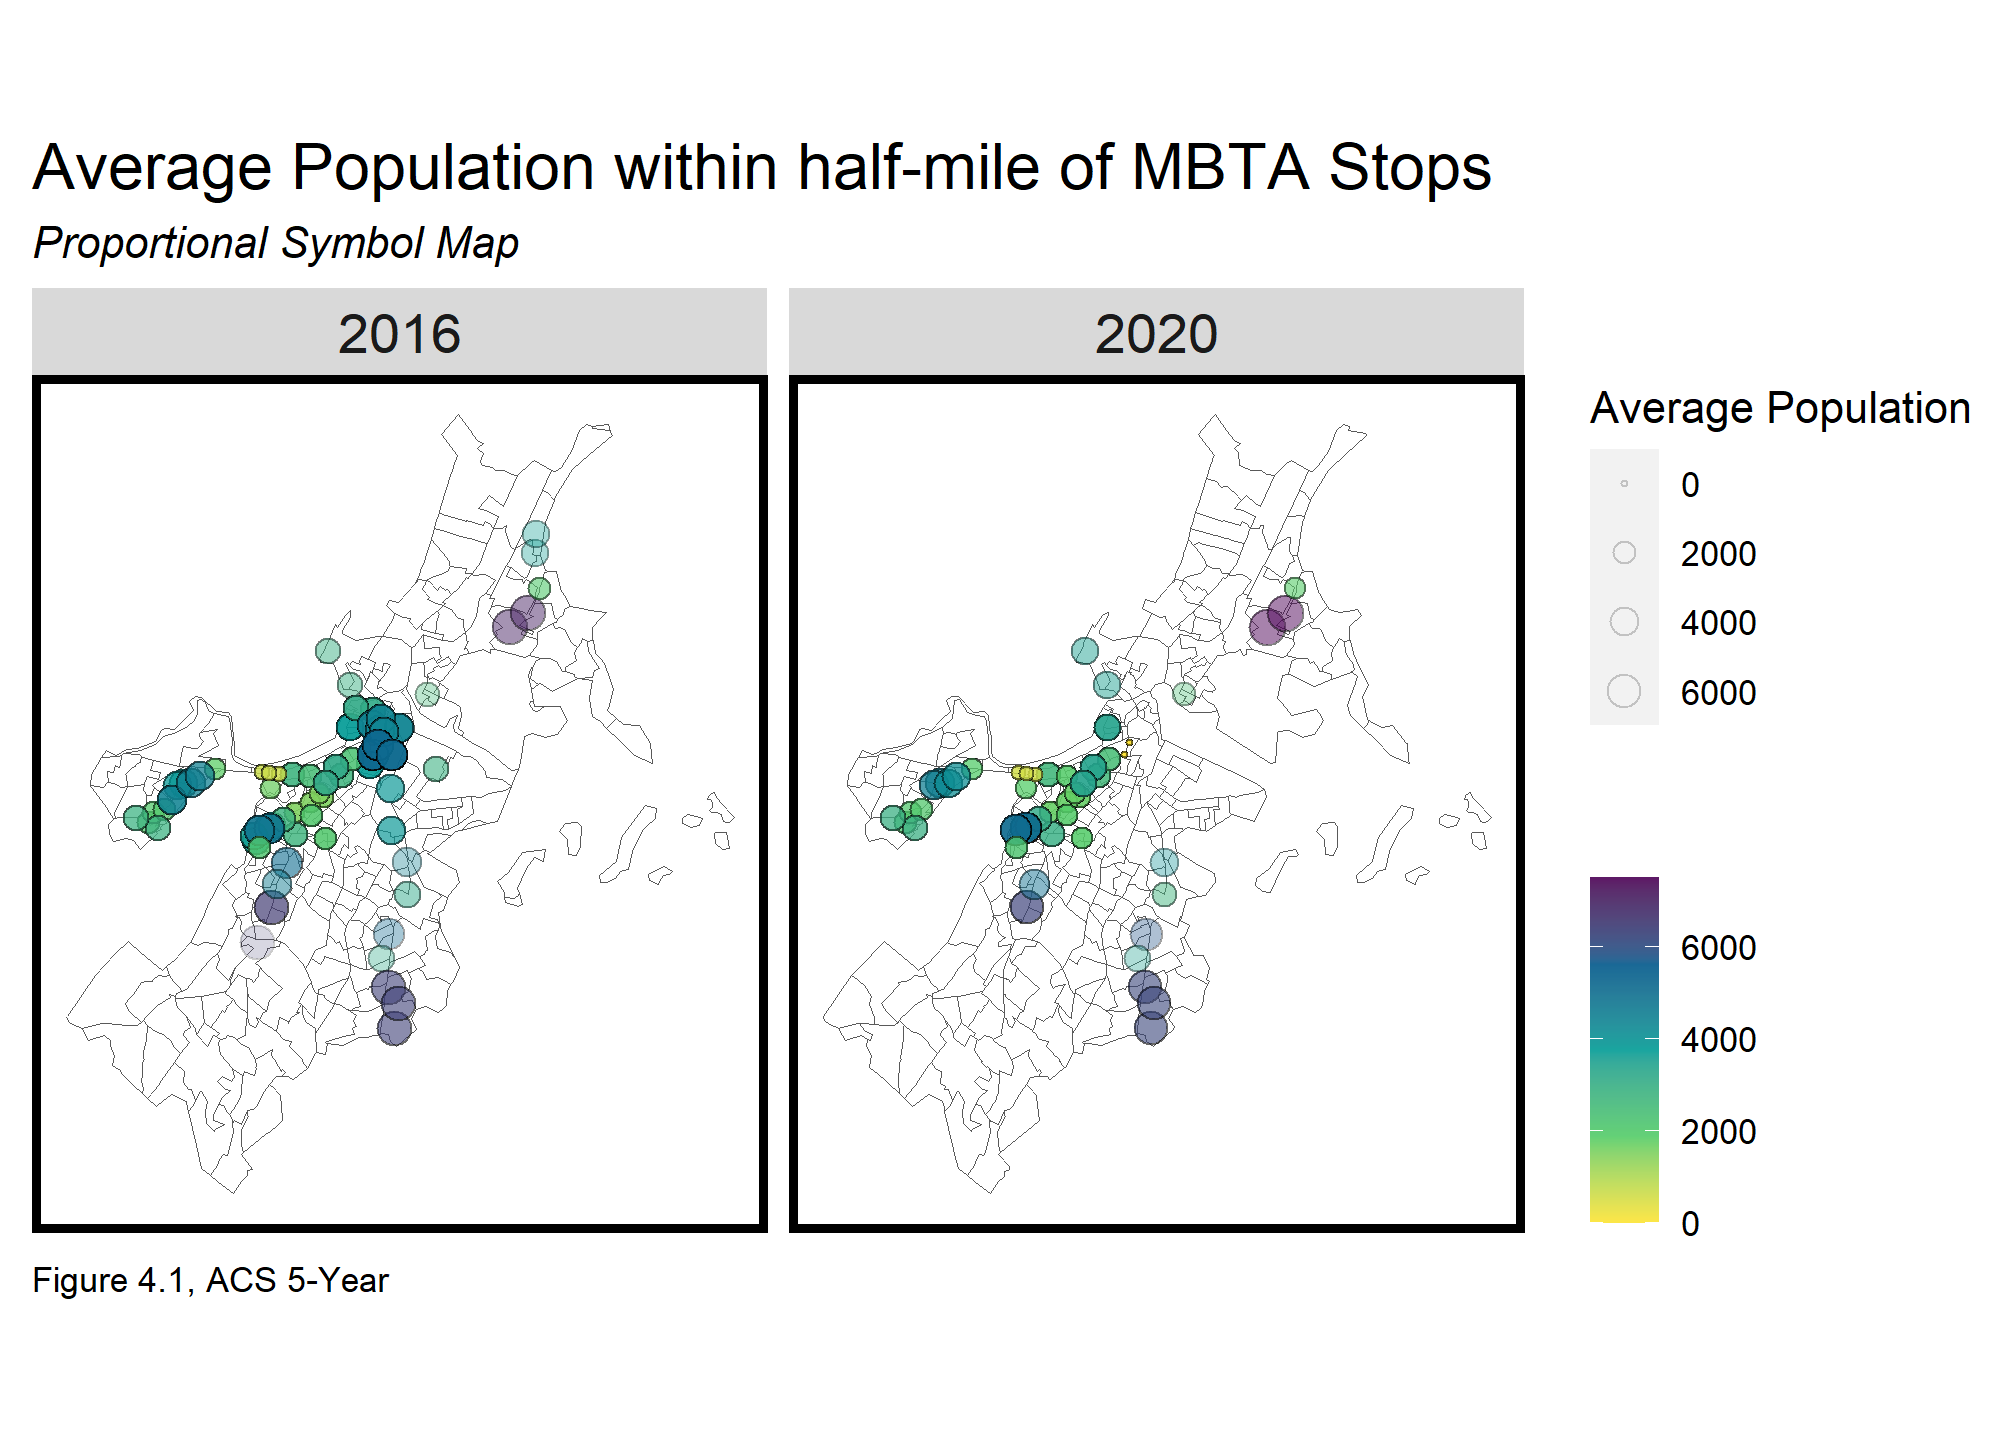 Average Population within half-mile of MBTA Stops
Proportional Symbol Map
2016
2020
Average Population
0
2000
4000
6000
6000
4000
2000
0
Figure 4.1, ACS 5-Year